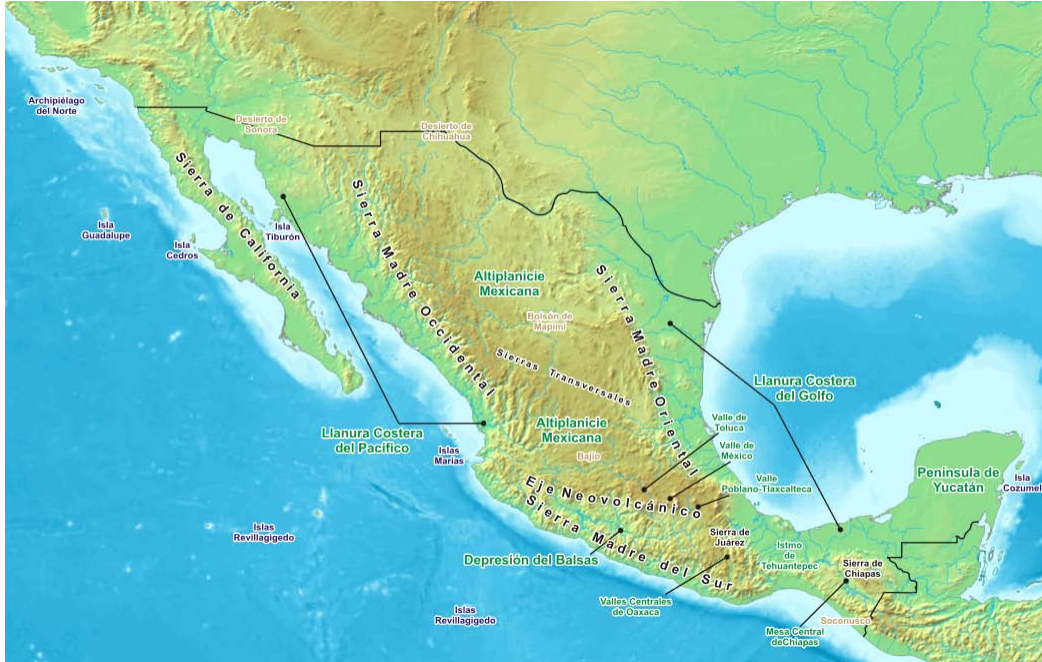 Archipiélago
del Norte
Desierto de
Sonora
Desierto de
Chihuahua
Sierra de California
Isla
Guadalupe
Isla
Cedros
Isla
Tiburón
Sierra Madre Occidental
Altiplanicie
Mexicana
Bolsón de
Mapimí
Sierra Madre Oriental
Sierras Transversales
Llanura Costera
del Golfo
Llanura Costera
del Pacífico
Islas
Marías
Altiplanicie
Mexicana
Bajío
Valle de
Toluca
Valle de
México
Valle
Poblano-Tlaxcalteca
Península de
Yucatán
Isla
Cozumel
Eje Neovolcánico
Sierra Madre del Sur
Islas
Revillagigedo
Depresión del Balsas
Sierra de
Juárez
Istmo
de
Tehuantepec
Sierra de
Chiapas
Valles Centrales
de Oaxaca
Islas
Revillagigedo
Soconusco
Mesa Central
deChiapas